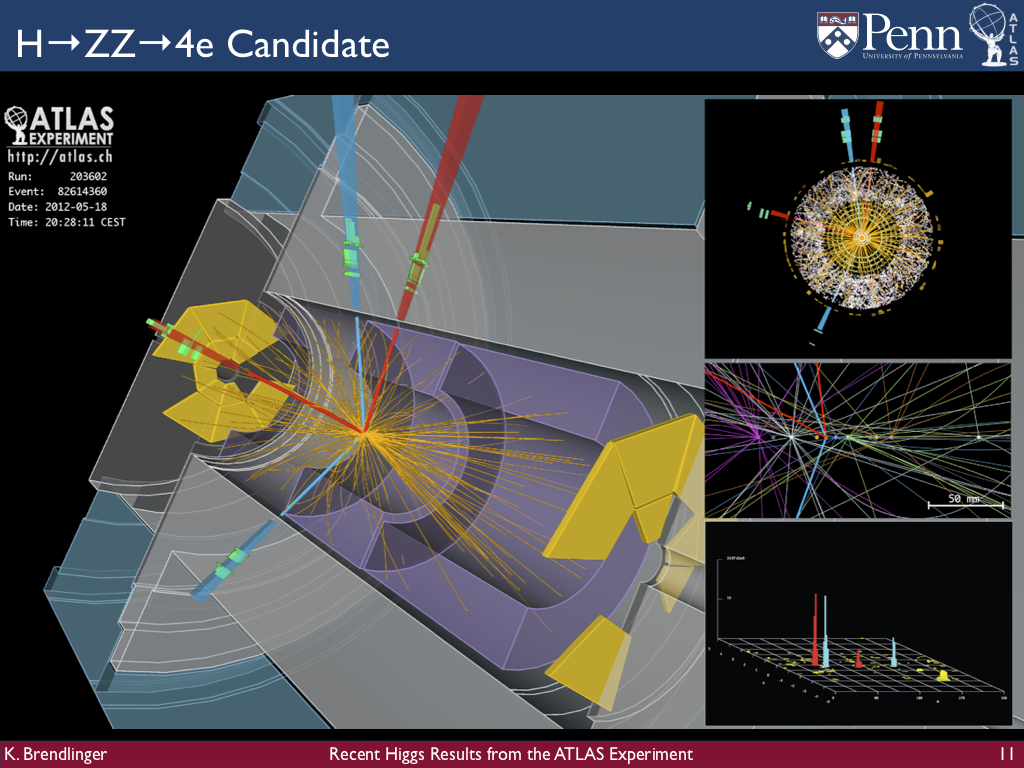 H→ZZ→4e Candidate
Penn
UNIVERSITY of PENNSYLVANIA
ATLAS
ATLAS
EXPERIMENT
http://atlas.ch
Run: 203602
Event: 82614360
Date: 2012-05-18
Time: 20:28:11 CEST
50 mm
K. Brendlinger
Recent Higgs Results from the ATLAS Experiment
11